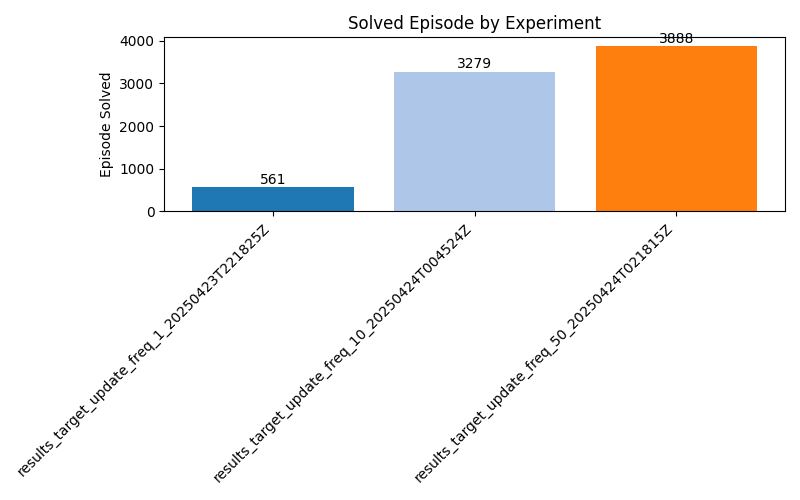 Solved Episode by Experiment
Episode Solved
4000
3000
2000
1000
0
561
3279
3888
results_target_update_freq_1_20250423T221825Z
results_target_update_freq_10_20250424T004524Z
results_target_update_freq_50_20250424T021815Z